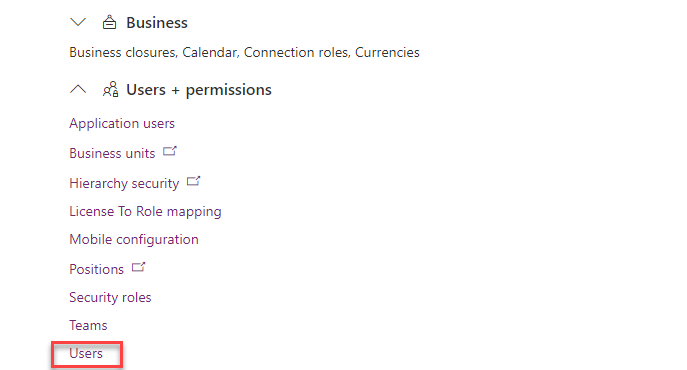 Business
Business closures, Calendar, Connection roles, Currencies
Users + permissions
Application users
Business units
Hierarchy security
License To Role mapping
Mobile configuration
Positions
Security roles
Teams
Users